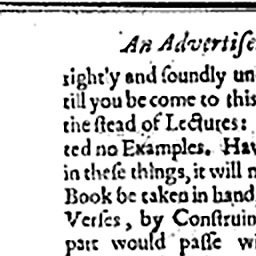 An Advertise
right'y and ſoundly un
till you be come to this
the ſtead of Lectures:
ted no Examples. Hav
in theſe things, it will n
Book be taken in hand,
Verſes, by Conſtruin
part would paſſe wi